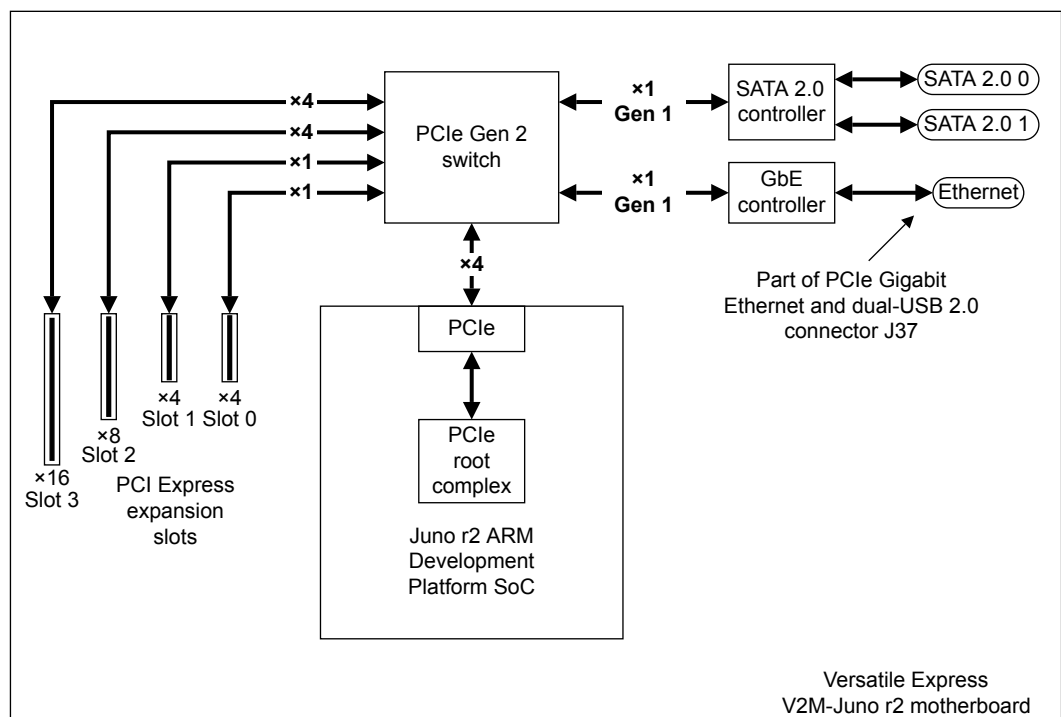 ×4
×4
×1
×1
PCIe Gen 2
switch
×1
Gen 1
×1
Gen 1
SATA 2.0
controller
SATA 2.0 0
SATA 2.0 1
GbE
controller
Ethernet
Part of PCIe Gigabit
Ethernet and dual-USB 2.0
connector J37
×4
PCIe
PCIe
root
complex
Juno r2 ARM
Development
Platform SoC
×16
Slot 3
×8
Slot 2
×4
Slot 1
×4
Slot 0
PCI Express
expansion
slots
Versatile Express
V2M-Juno r2 motherboard